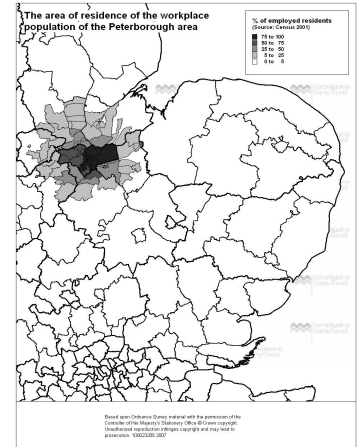 The area of residence of the workplace
population of the Peterborough area
% of employed residents
(Source: Census 2001)
75 to 100
50 to 75
25 to 50
5 to 25
0 to 5
Cambridgeshire
County Council
Based upon Ordnance Survey material with the permission of the
Controller of Her Majesty's Stationery Office © Crown copyright.
Unauthorised reproduction infringes copyright and may lead to
prosecution. 100023205 2007